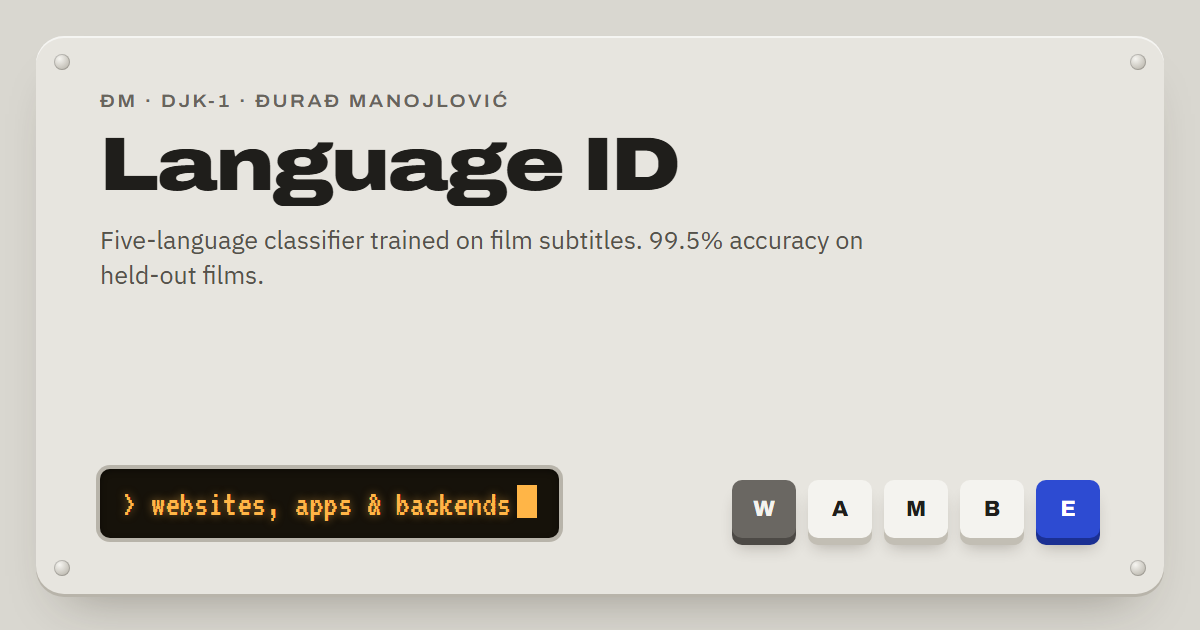 ĐM · DJK-1 · ĐURAĐ MANOJLOVIĆ
Language ID
Five-language classifier trained on film subtitles. 99.5% accuracy on
held-out films.
> websites, apps & backends
W A M B E